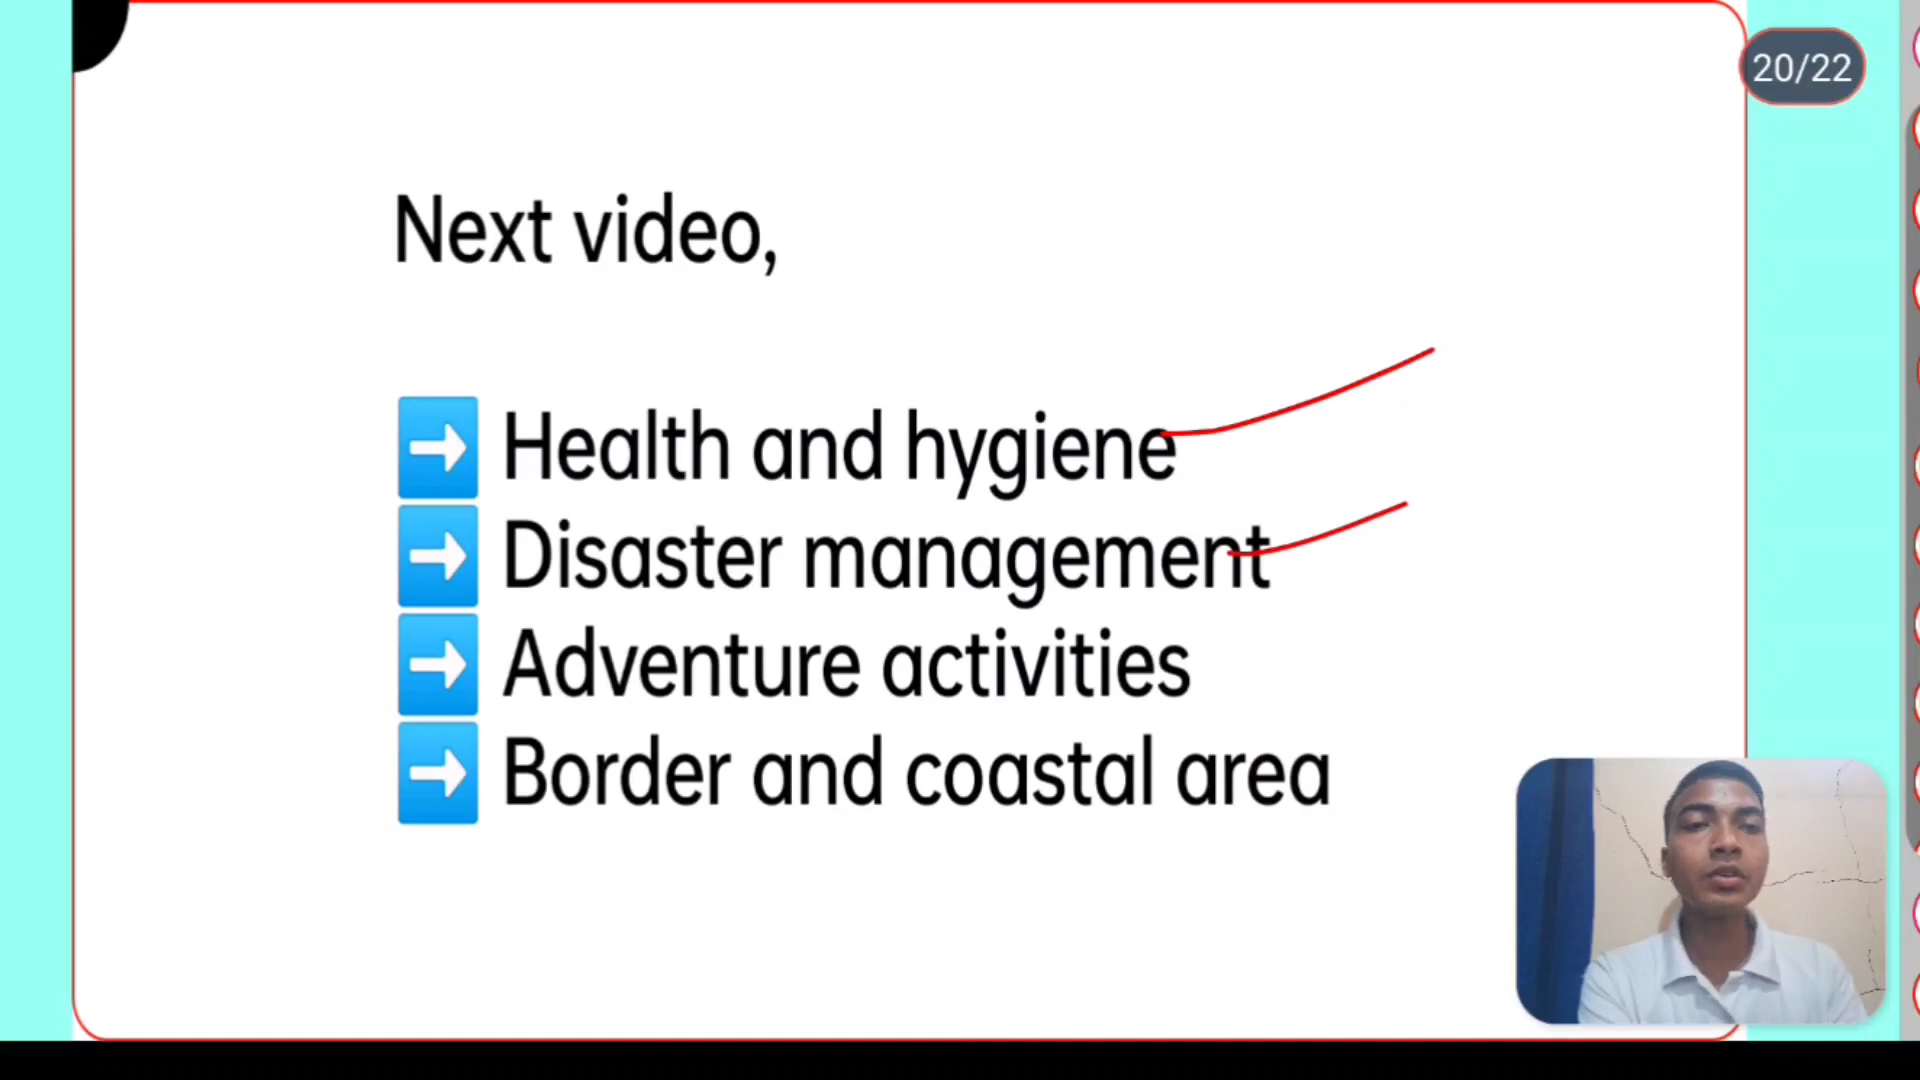 20/22
Next video,
➡️ Health and hygiene
➡️ Disaster management
➡️ Adventure activities
➡️ Border and coastal area